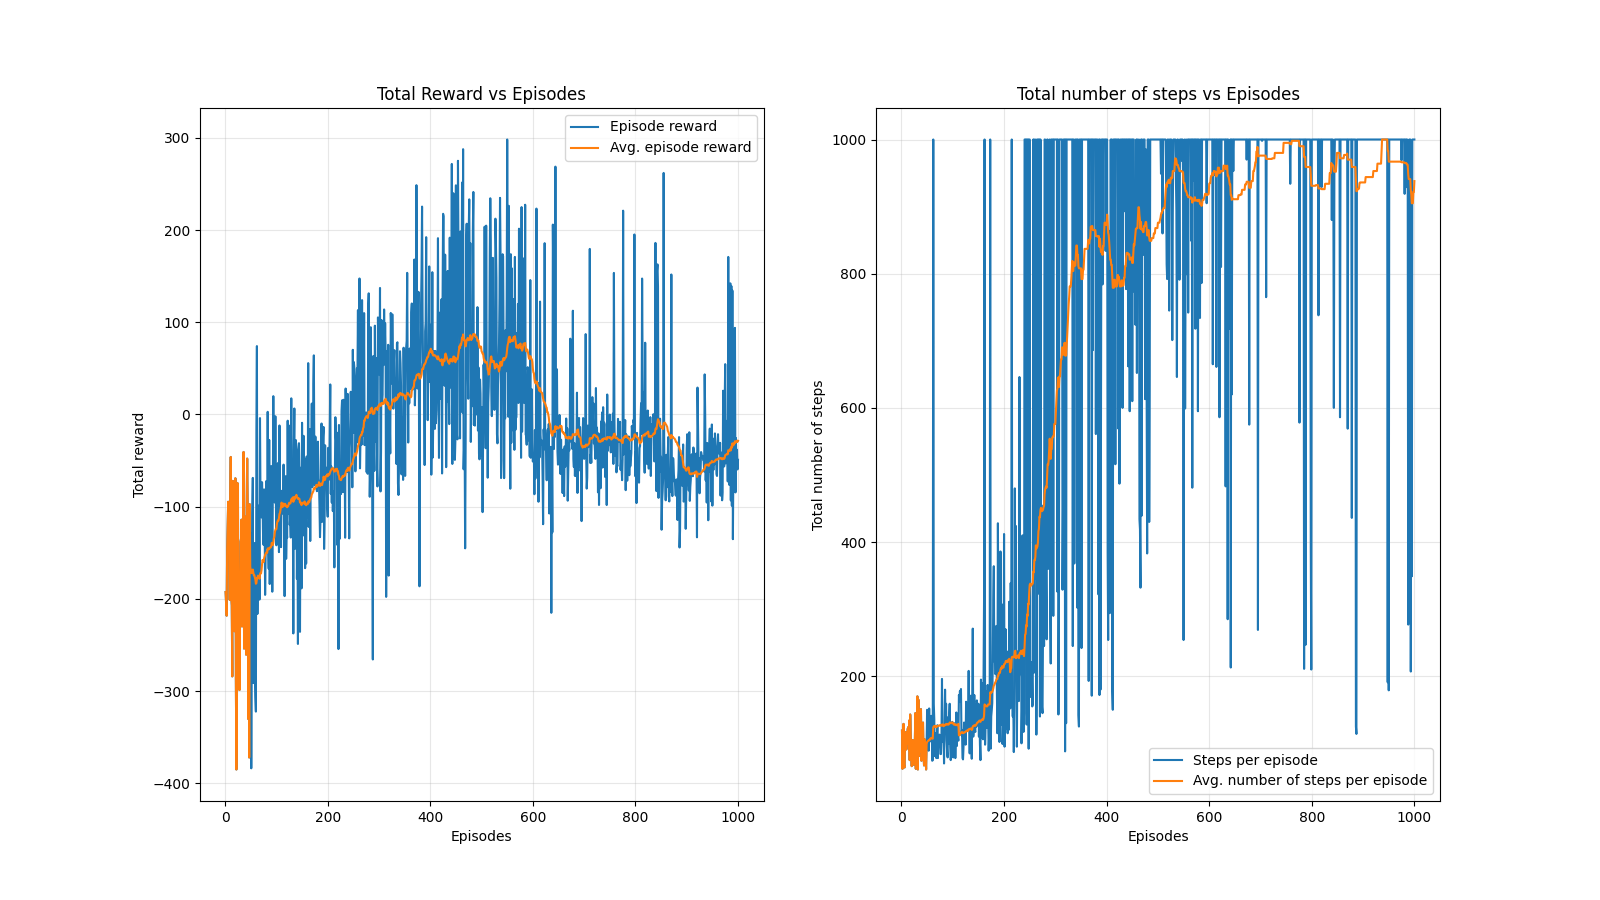 Total Reward vs Episodes
Episode reward
Avg. episode reward
300
200
100
0
−100
−200
−300
−400
Total reward
0
200
400
600
800
1000
Episodes
Total number of steps vs Episodes
1000
800
600
400
200
Total number of steps
Steps per episode
Avg. number of steps per episode
0
200
400
600
800
1000
Episodes